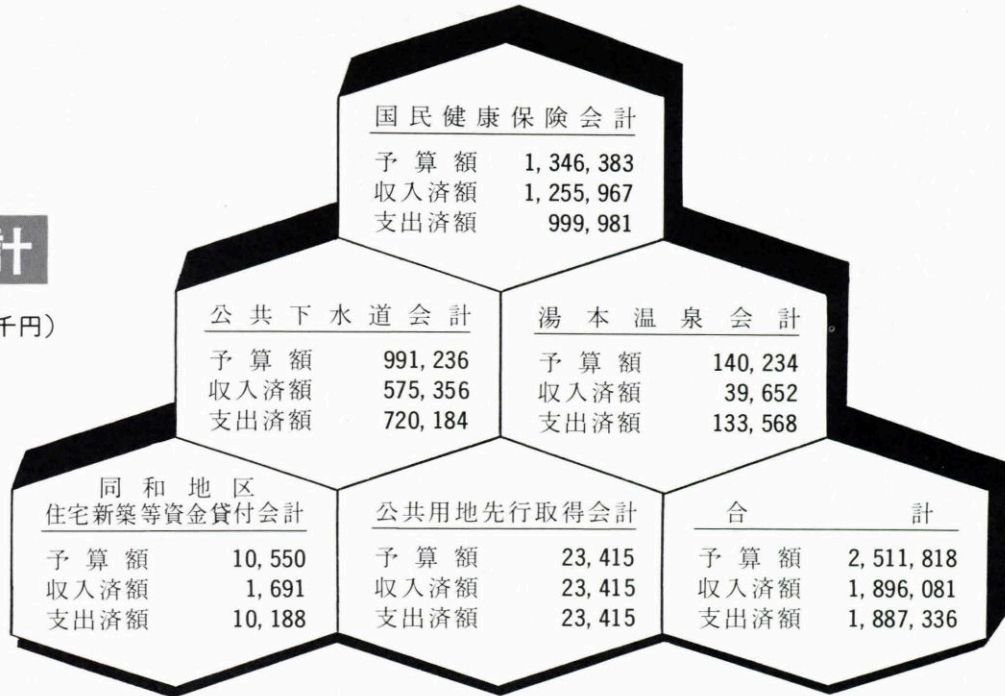 計
千円)
国民健康保険会計
予算額 1,346,383
収入済額 1,255,967
支出済額 999,981
公共下水道会計
予算額 991,236
収入済額 575,356
支出済額 720,184
湯本温泉会計
予算額 140,234
収入済額 39,652
支出済額 133,568
同和地区
住宅新築等資金貸付会計
予算額 10,550
収入済額 1,691
支出済額 10,188
公共用地先行取得会計
予算額 23,415
収入済額 23,415
支出済額 23,415
合計
予算額 2,511,818
収入済額 1,896,081
支出済額 1,887,336